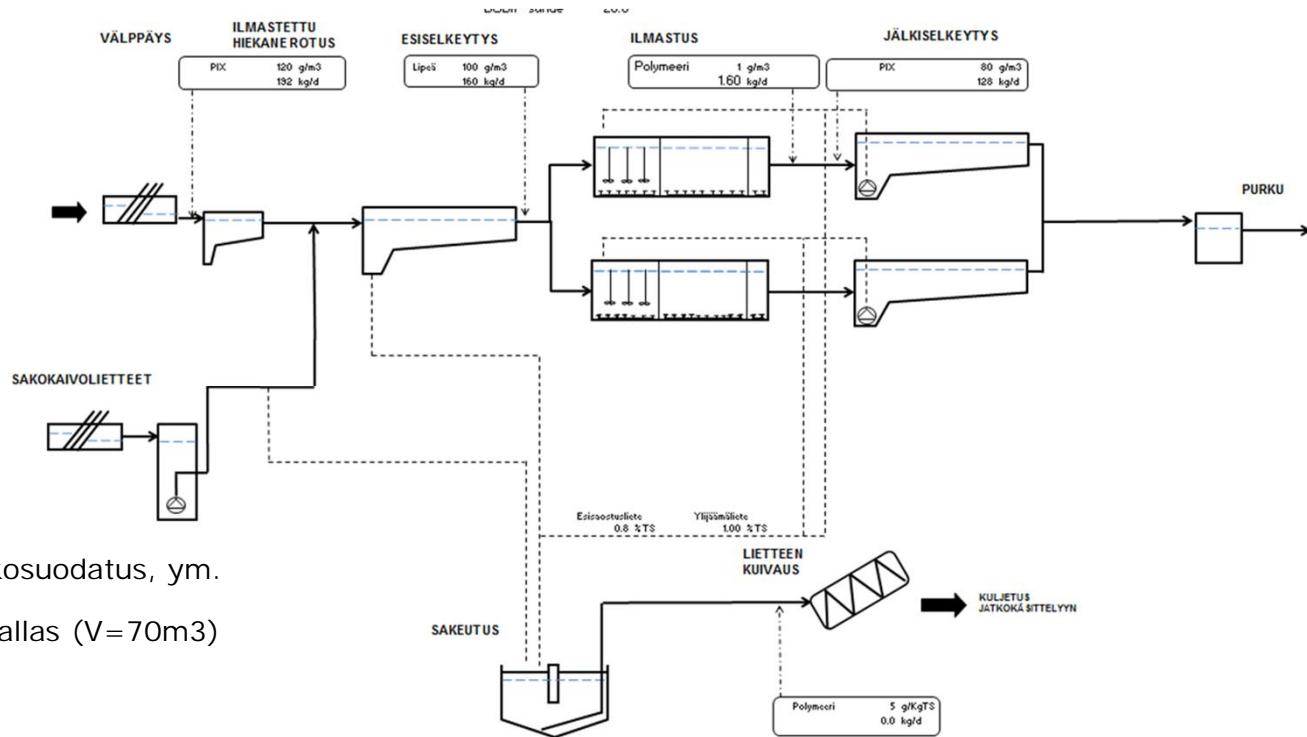 VÄLPPÄYS
ILMASTETTU
HIEKANEROTUS
ESISELKEYTYS
ILMASTUS
JÄLKISELKEYTYS
PIX 120 g/m3
192 kg/d
Lipeä 100 g/m3
160 kg/d
Polymeeri 1 g/m3
1.60 kg/d
PIX 80 g/m3
128 kg/d
PURKU
SAKOKAIVOLIETTEET
Esisaostusliete Ylijäämäliete
0.8 %TS 1.00 %TS
LIETTEEN
KUIVAUS
osuodatus, ym.
allas (V=70m3)
KULJETUS
JATKOKÄSITTELYYN
SAKEUTUS
Polymeeri 5 g/KgTS
0.0 kg/d